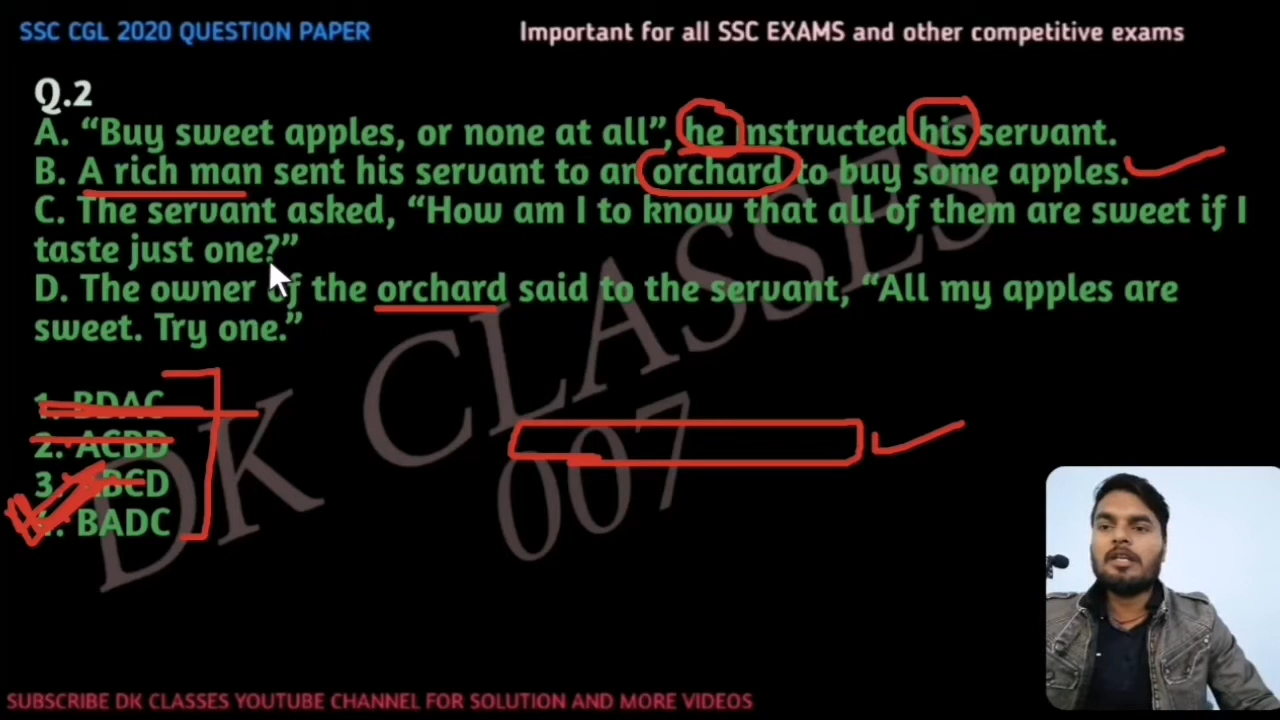 SSC CGL 2020 QUESTION PAPER
Important for all SSC EXAMS and other competitive exams
Q.2
A. “Buy sweet apples, or none at all”, he instructed his servant.
B. A rich man sent his servant to an orchard to buy some apples.
C. The servant asked, “How am I to know that all of them are sweet if I
taste just one?”
D. The owner of the orchard said to the servant, “All my apples are
sweet. Try one.”
1. BDAC
2. ACBD
3. ABCD
4. BADC
DK CLASSES
007
SUBSCRIBE DK CLASSES YOUTUBE CHANNEL FOR SOLUTION AND MORE VIDEOS